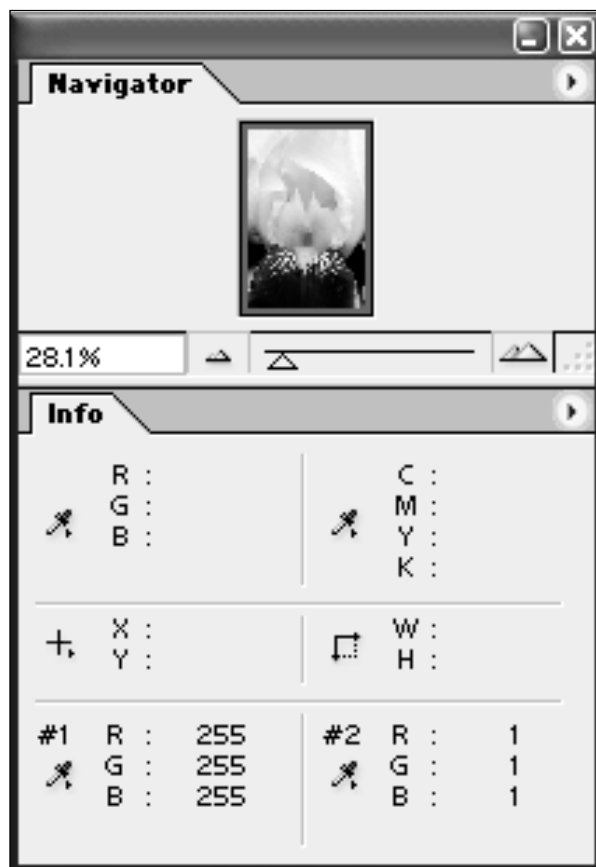 Navigator
28.1%
Info
R :
G :
B :
C :
M :
Y :
K :
X :
Y :
W :
H :
#1 R : 255
G : 255
B : 255
#2 R : 1
G : 1
B : 1